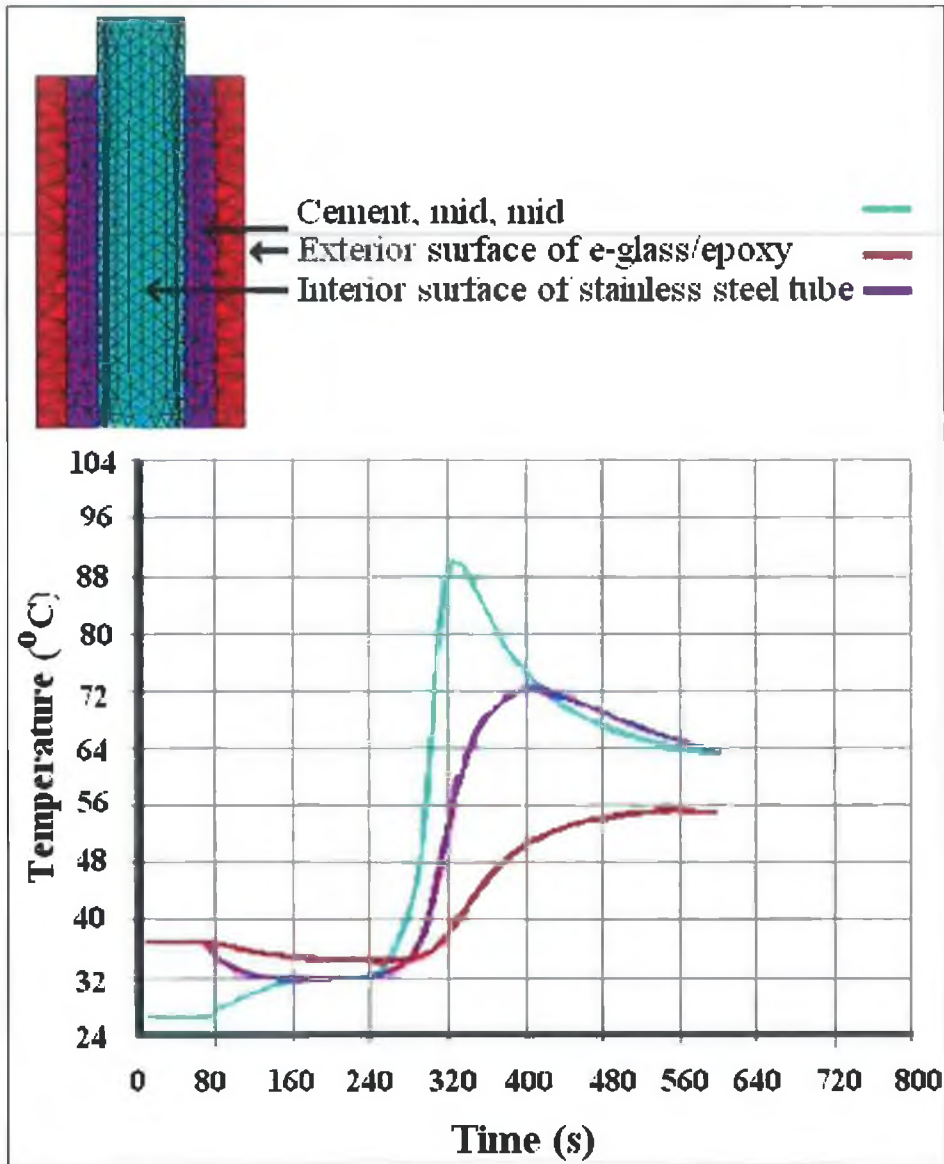 Cement, mid, mid
Exterior surface of e-glass/epoxy
Interior surface of stainless steel tube
104
96
88
80
72
64
56
48
40
32
24
Temperature (⁰C)
0 80 160 240 320 400 480 560 640 720 800
Time (s)